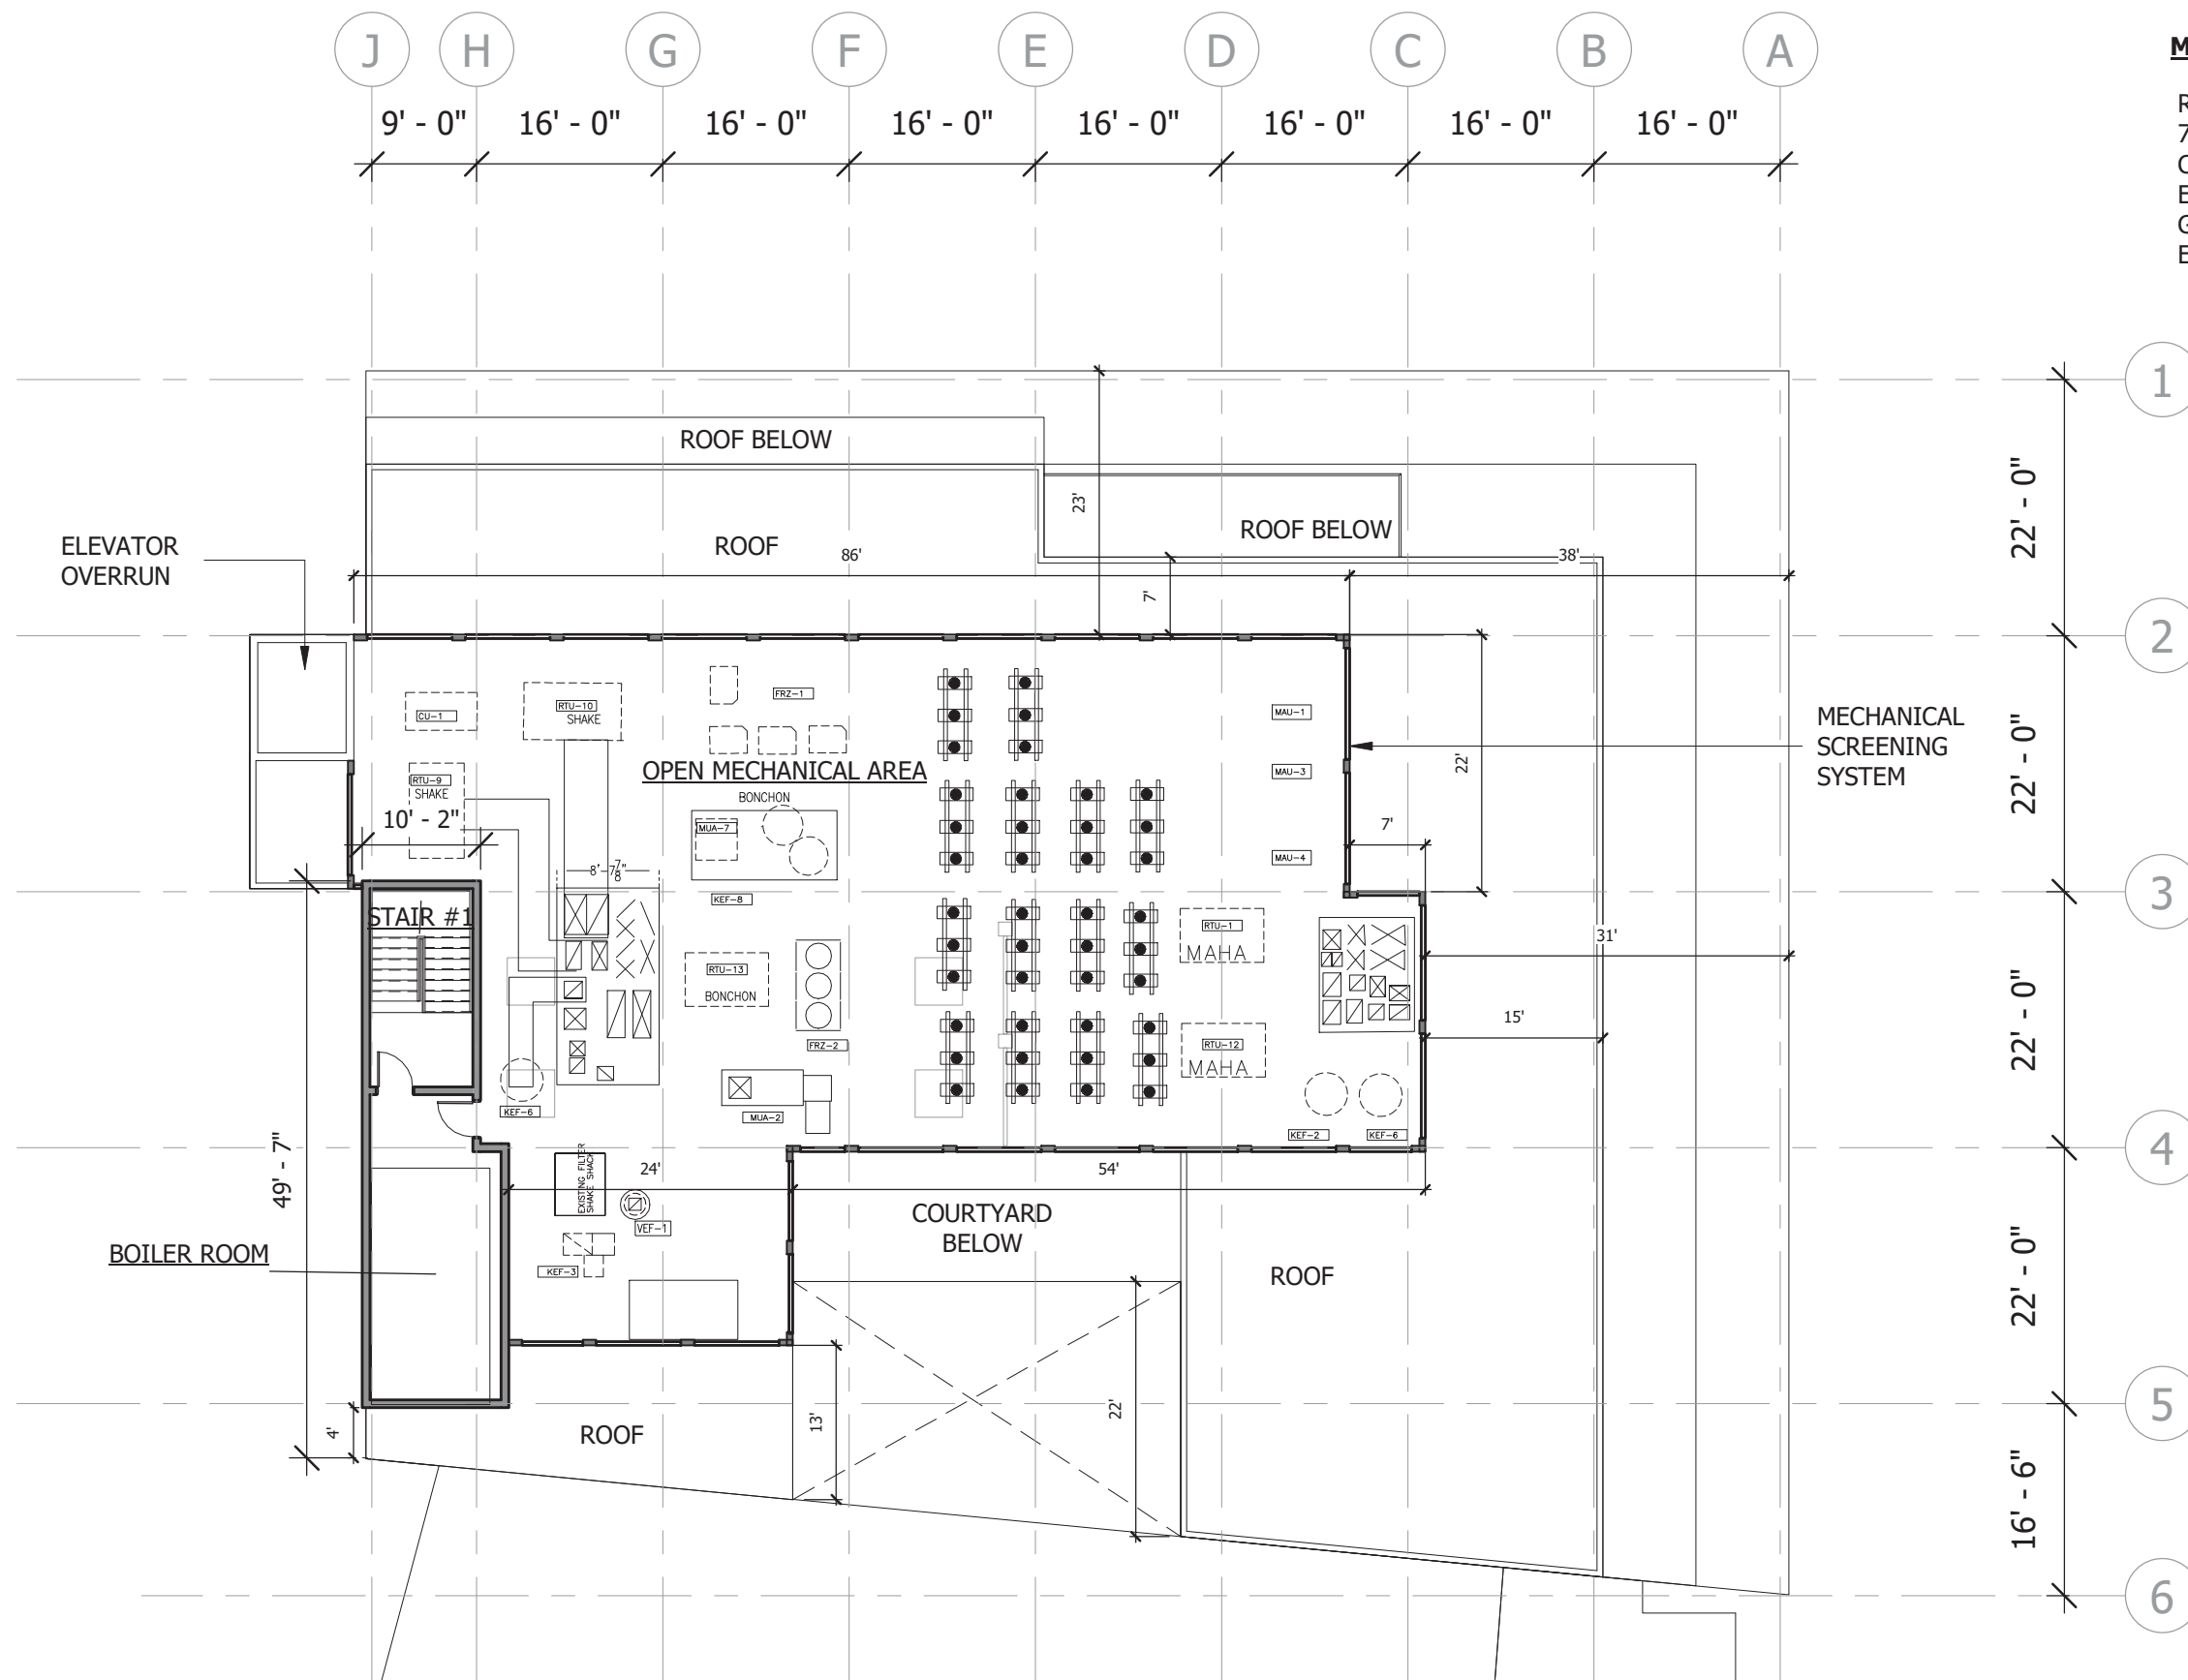 J H G F E D C B A
M
9' - 0" 16' - 0" 16' - 0" 16' - 0" 16' - 0" 16' - 0" 16' - 0" 16' - 0"
R
7
C
E
G
E
1
ROOF BELOW
22' - 0"
23'
ROOF BELOW
ELEVATOR
OVERRUN
ROOF
86'
38'
7'
2
CU-1
RTU-10
SHAKE
FRZ-1
MAU-1
MECHANICAL
SCREENING
SYSTEM
22' - 0"
22'
OPEN MECHANICAL AREA
MAU-3
RTU-9
SHAKE
BONCHON
10' - 2"
MUA-7
7'
MAU-4
8'-7 7/8"
3
KEF-8
STAIR #1
RTU-1
MAHA
31'
RTU-13
BONCHON
22' - 0"
15'
FRZ-2
RTU-12
MAHA
KEF-6
MUA-2
KEF-2
KEF-6
4
49' - 7"
24'
54'
EXISTING FILTER
SHAKE SHACK
VEF-1
COURTYARD
BELOW
BOILER ROOM
KEF-3
ROOF
22' - 0"
5
4'
ROOF
13'
22'
16' - 6"
6